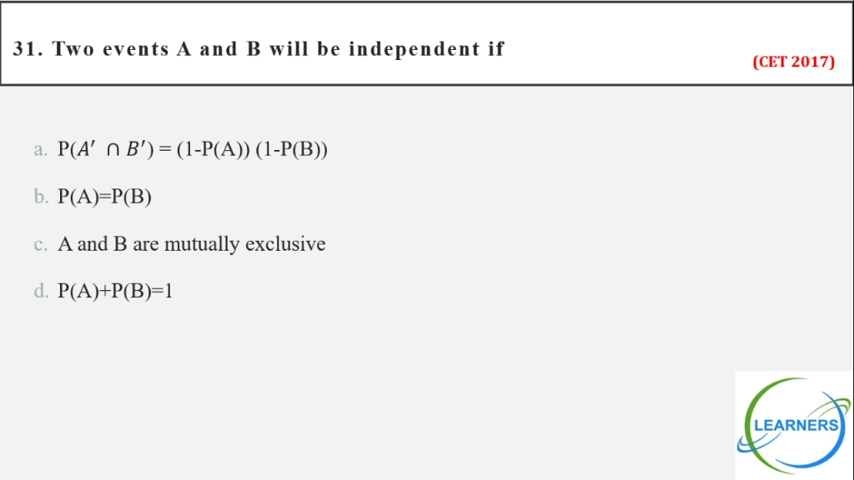 31. Two events A and B will be independent if
(CET 2017)
a. P(A′ ∩ B′) = (1-P(A)) (1-P(B))
b. P(A)=P(B)
c. A and B are mutually exclusive
d. P(A)+P(B)=1
LEARNERS